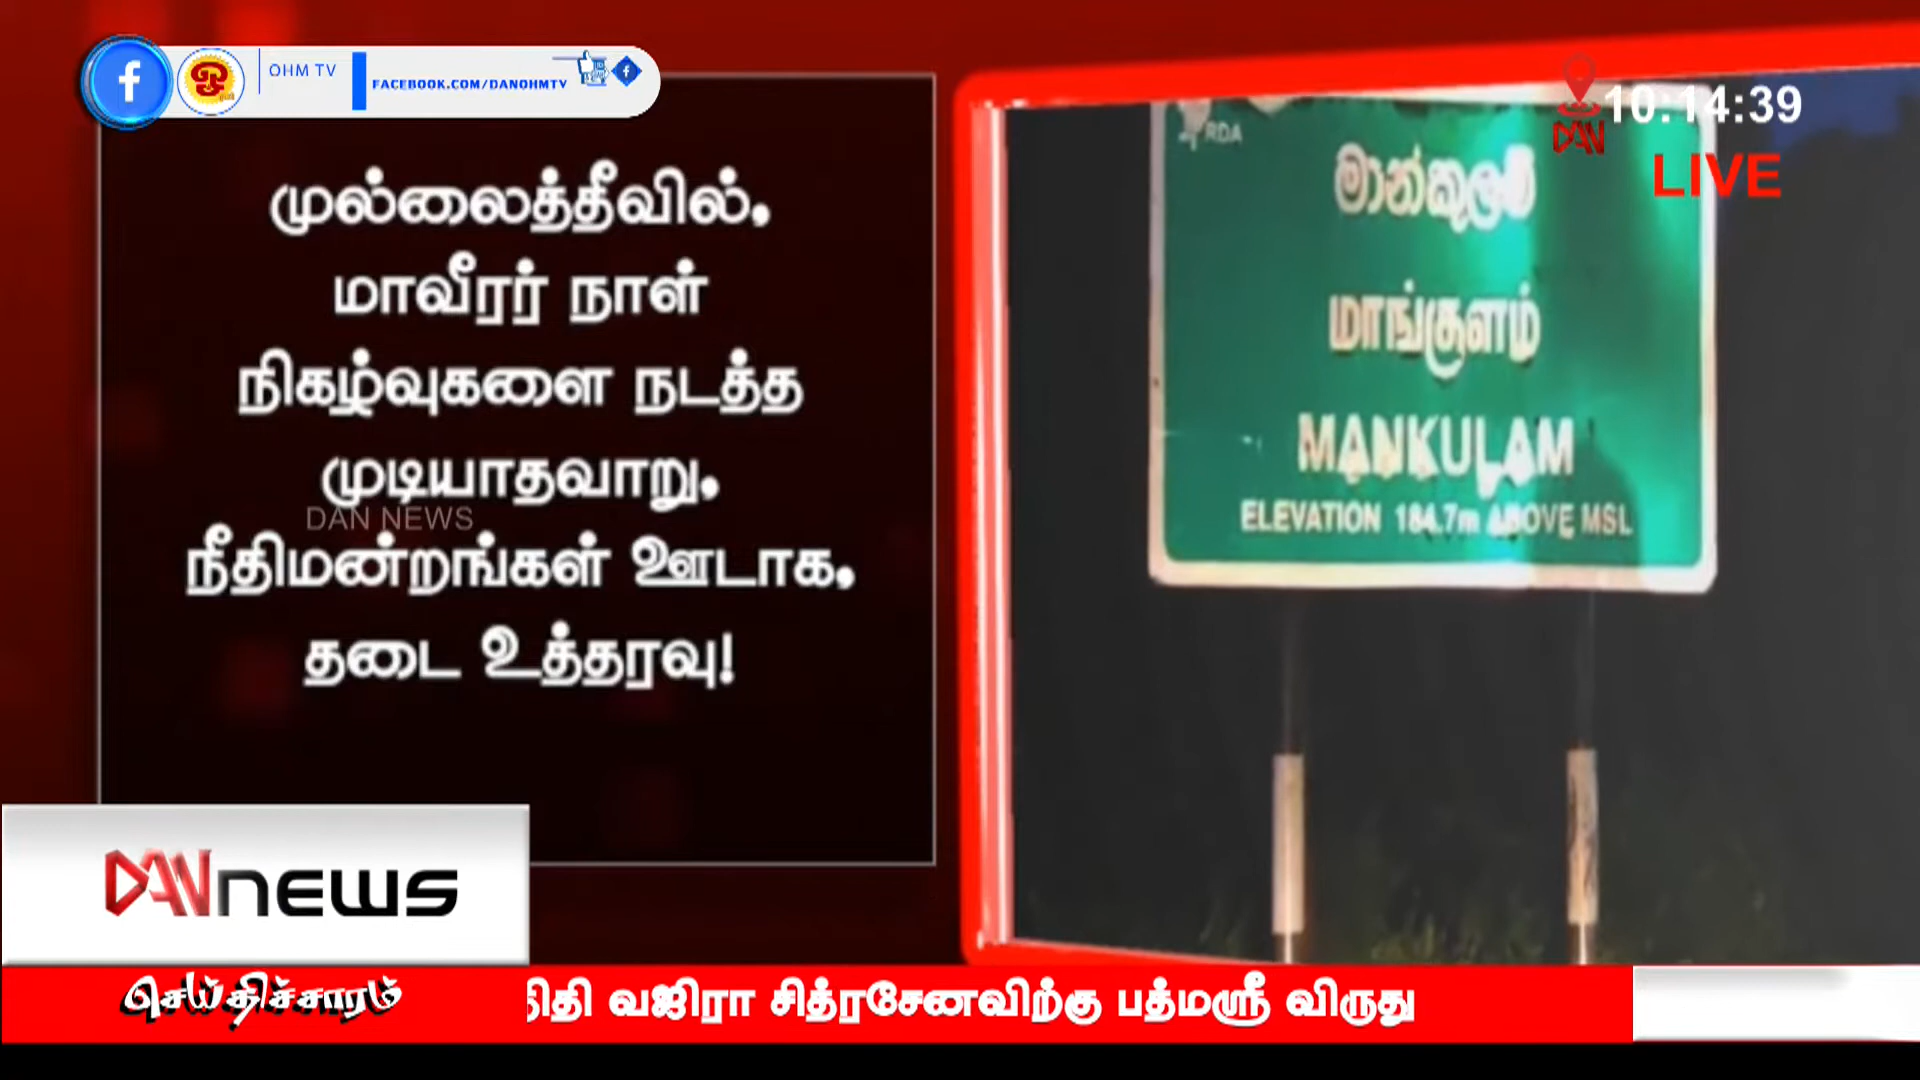 OHM TV
FACEBOOK.COM/DANOHMTV
10:14:39
DAN
LIVE
முல்லைத்தீவில்,
மாவீரர் நாள்
நிகழ்வுகளை நடத்த
முடியாதவாறு,
DAN NEWS
நீதிமன்றங்கள் ஊடாக,
தடை உத்தரவு!
RDA
මාන්කුලම්
மாங்குளம்
MANKULAM
ELEVATION 184.7m ABOVE MSL
DAN news
செய்திச்சாரம்
வஜிரா சித்ரசேனவிற்கு பத்மஸ்ரீ விருது